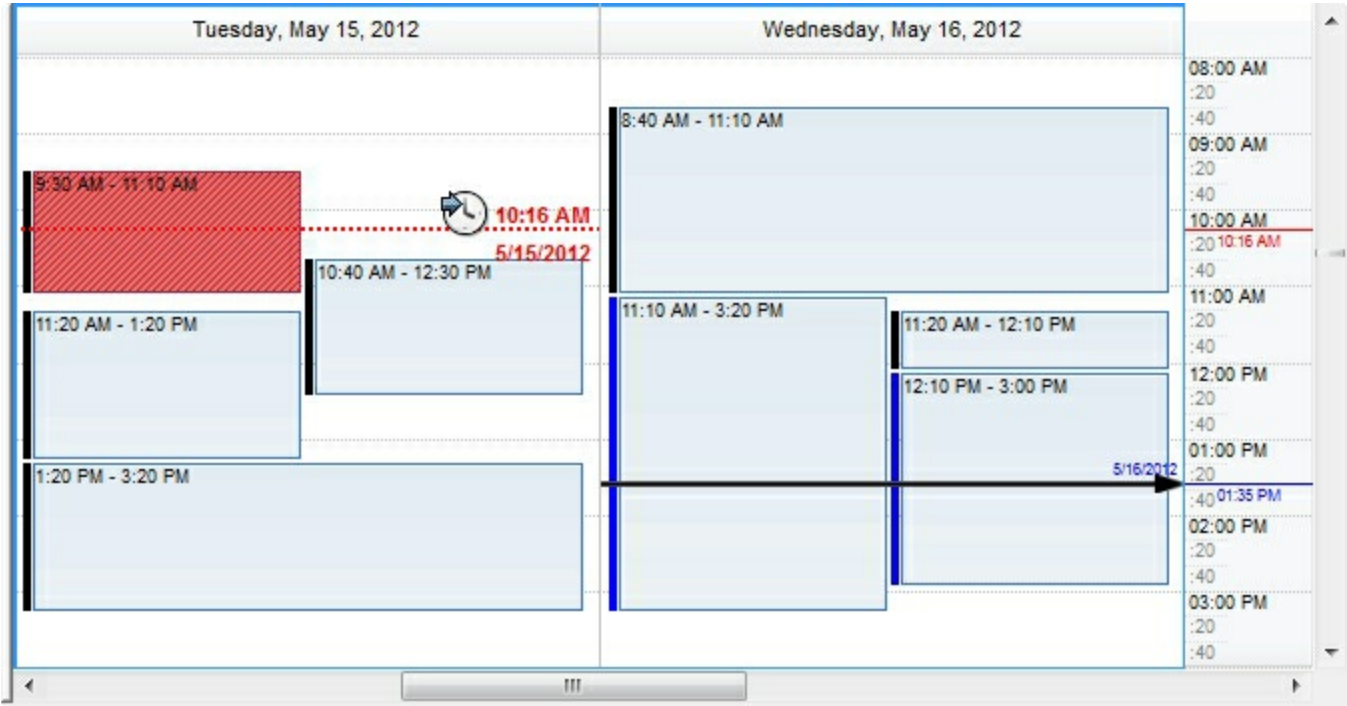 Tuesday, May 15, 2012
Wednesday, May 16, 2012
9:30 AM - 11:10 AM
10:16 AM
5/15/2012
10:40 AM - 12:30 PM
11:20 AM - 1:20 PM
1:20 PM - 3:20 PM
8:40 AM - 11:10 AM
11:10 AM - 3:20 PM
11:20 AM - 12:10 PM
12:10 PM - 3:00 PM
5/16/2012
08:00 AM
:20
:40
09:00 AM
:20
:40
10:00 AM
:20 10:16 AM
:40
11:00 AM
:20
:40
12:00 PM
:20
:40
01:00 PM
:20
:40 01:35 PM
02:00 PM
:20
:40
03:00 PM
:20
:40